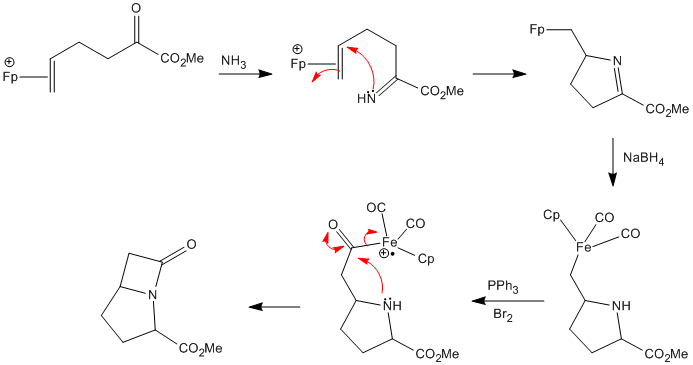 O
CO2Me
⊕
Fp
NH3
⊕
Fp
HN
CO2Me
Fp
N
CO2Me
NaBH4
Cp
CO
CO
Fe
NH
CO2Me
PPh3
Br2
OC
CO
O
Fe
⊕•
Cp
NH
CO2Me
O
N
CO2Me